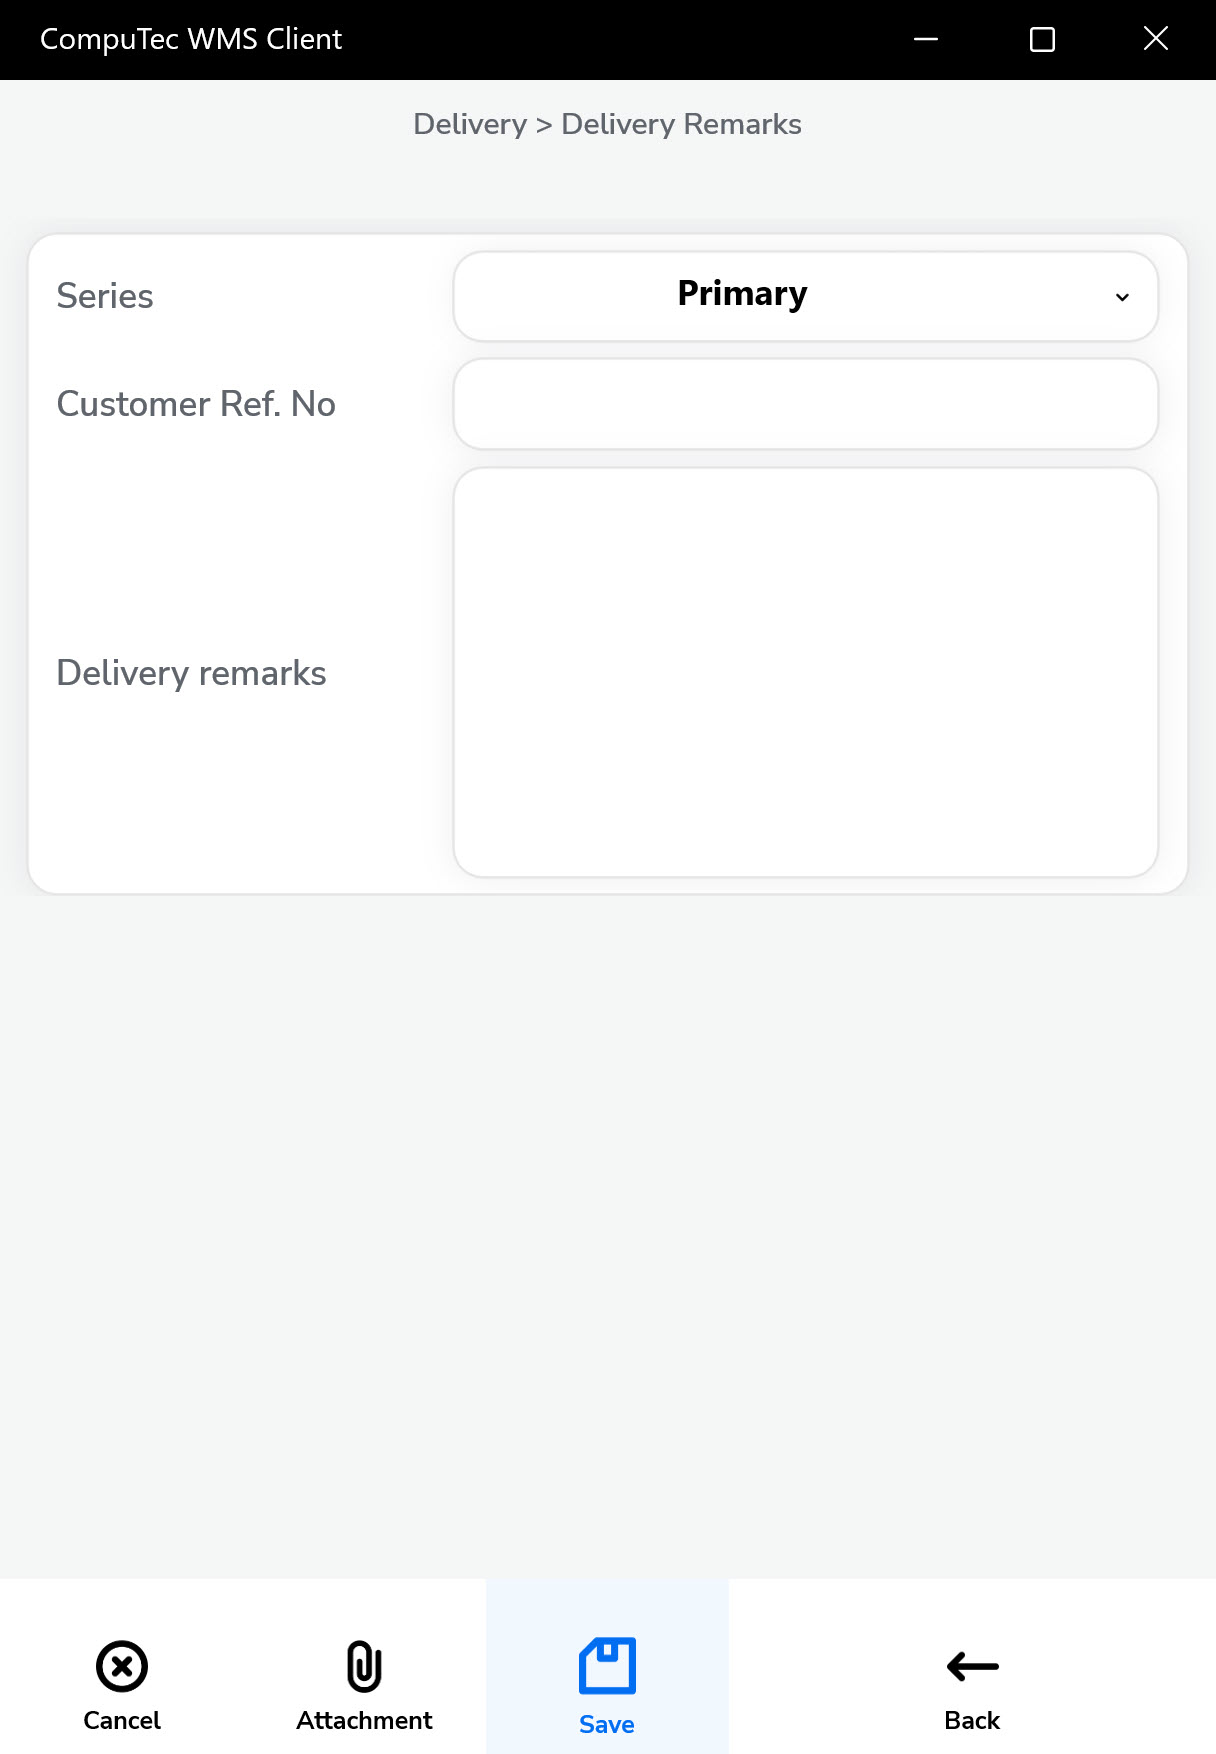 CompuTec WMS Client
Delivery > Delivery Remarks
Series
Primary
Customer Ref. No
Delivery remarks
Cancel
Attachment
Save
Back